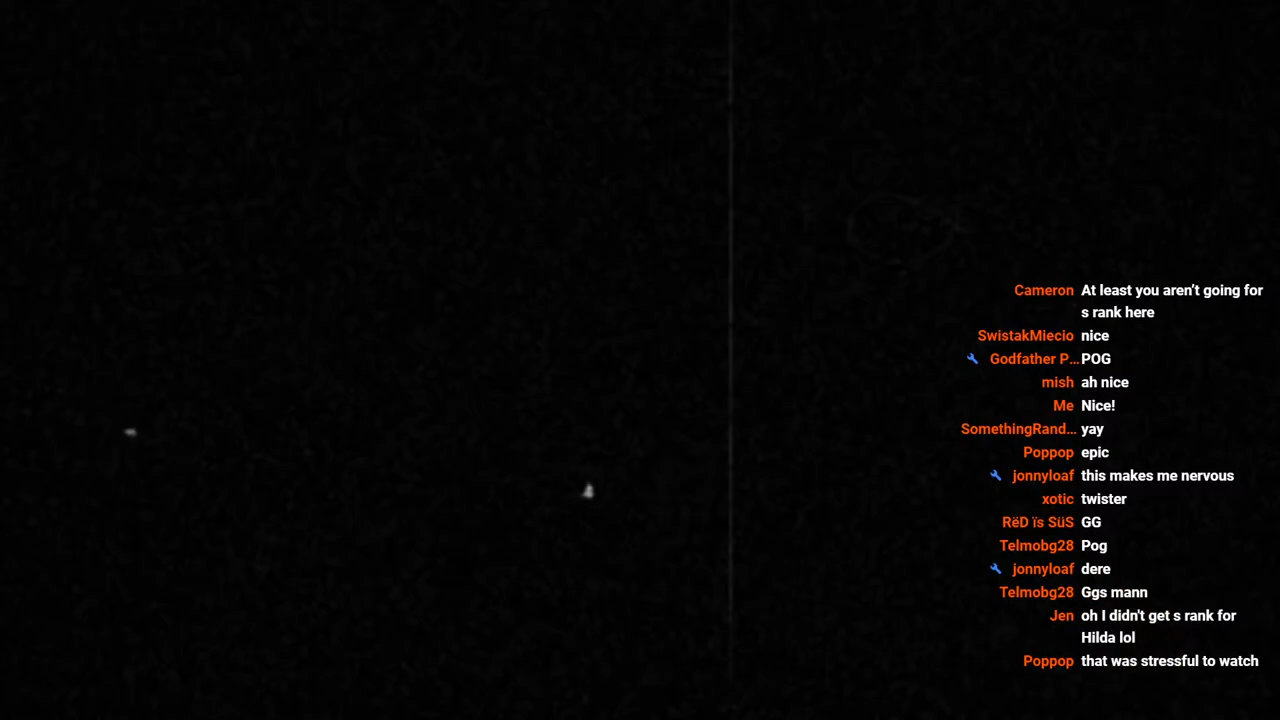 Cameron At least you aren't going for
s rank here
SwistakMiecio nice
Godfather P... POG
mish ah nice
Me Nice!
SomethingRand... yay
Poppop epic
jonnyloaf this makes me nervous
xotic twister
RëD ïs SüS GG
Telmobg28 Pog
jonnyloaf dere
Telmobg28 Ggs mann
Jen oh I didn't get s rank for
Hilda lol
Poppop that was stressful to watch